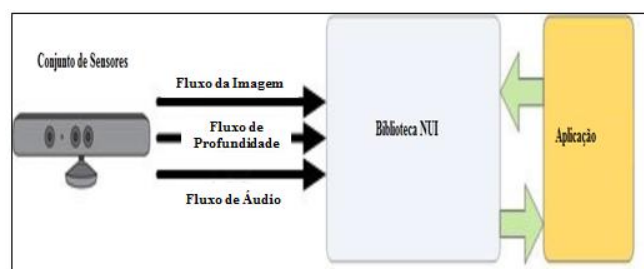 Conjunto de Sensores
Fluxo da Imagem
Fluxo de
Profundidade
Fluxo de Áudio
Biblioteca NUI
Aplicação